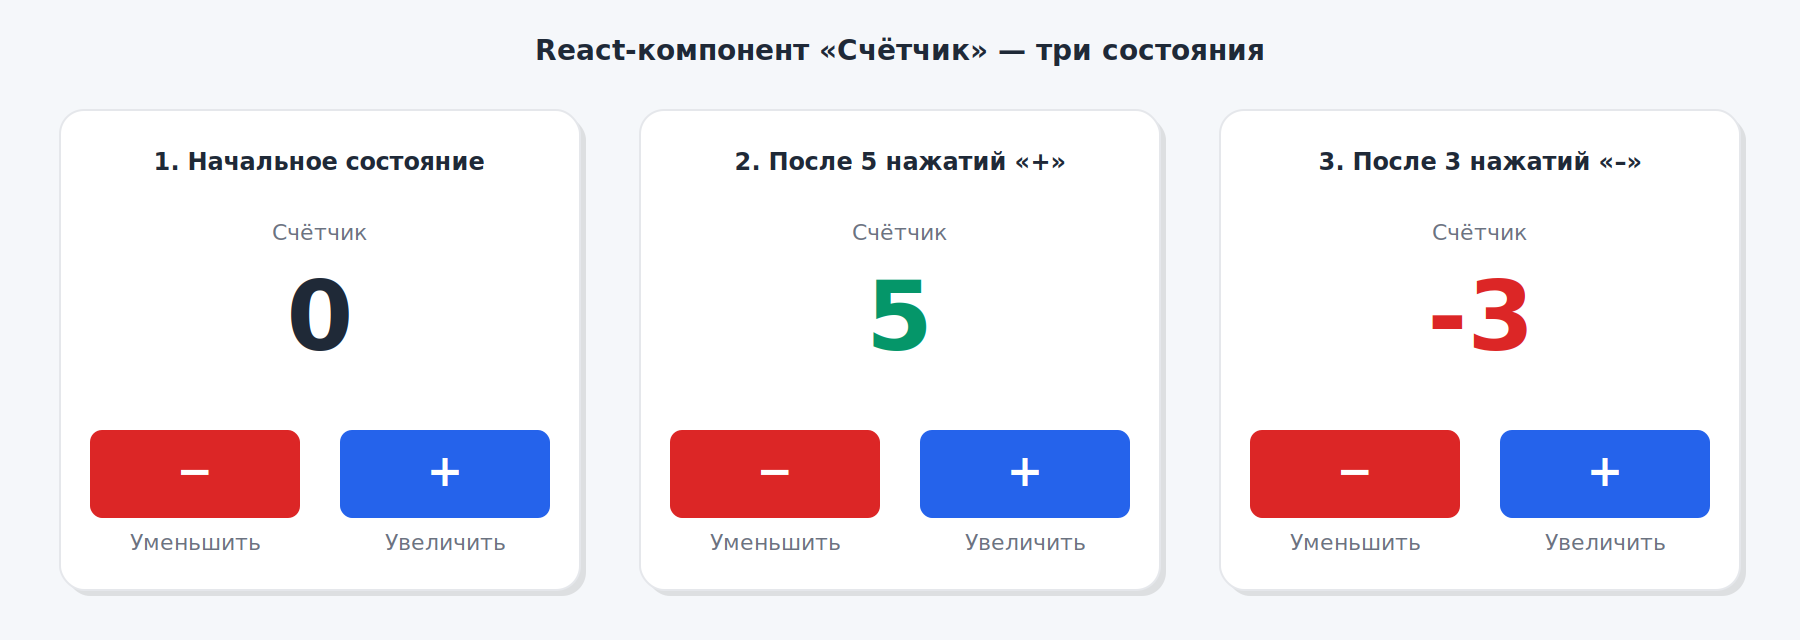 React-компонент «Счётчик» — три состояния
1. Начальное состояние
Счётчик
0
−
+
Уменьшить
Увеличить
2. После 5 нажатий «+»
Счётчик
5
−
+
Уменьшить
Увеличить
3. После 3 нажатий «–»
Счётчик
-3
−
+
Уменьшить
Увеличить